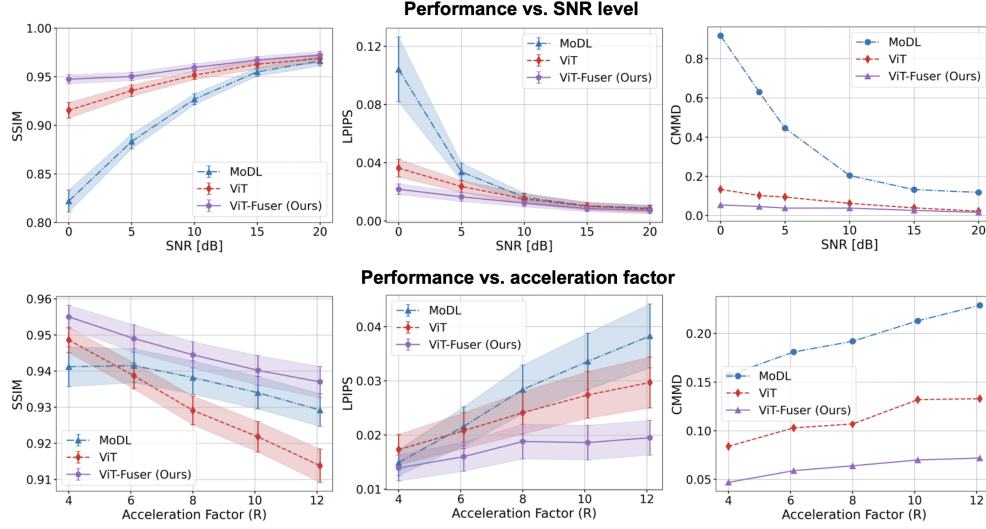 Performance vs. SNR level
1.00
0.95
0.90
0.85
0.80
SSIM
MoDL
ViT
ViT-Fuser (Ours)
0 5 10 15 20
SNR [dB]
0.12
0.08
0.04
0.00
LPIPS
MoDL
ViT
ViT-Fuser (Ours)
0 5 10 15 20
SNR [dB]
0.8
0.6
0.4
0.2
0.0
CMMD
MoDL
ViT
ViT-Fuser (Ours)
0 5 10 15 20
SNR [dB]
Performance vs. acceleration factor
0.96
0.95
0.94
0.93
0.92
0.91
SSIM
MoDL
ViT
ViT-Fuser (Ours)
4 6 8 10 12
Acceleration Factor (R)
0.04
0.03
0.02
0.01
LPIPS
MoDL
ViT
ViT-Fuser (Ours)
4 6 8 10 12
Acceleration Factor (R)
0.20
0.15
0.10
0.05
CMMD
MoDL
ViT
ViT-Fuser (Ours)
4 6 8 10 12
Acceleration Factor (R)